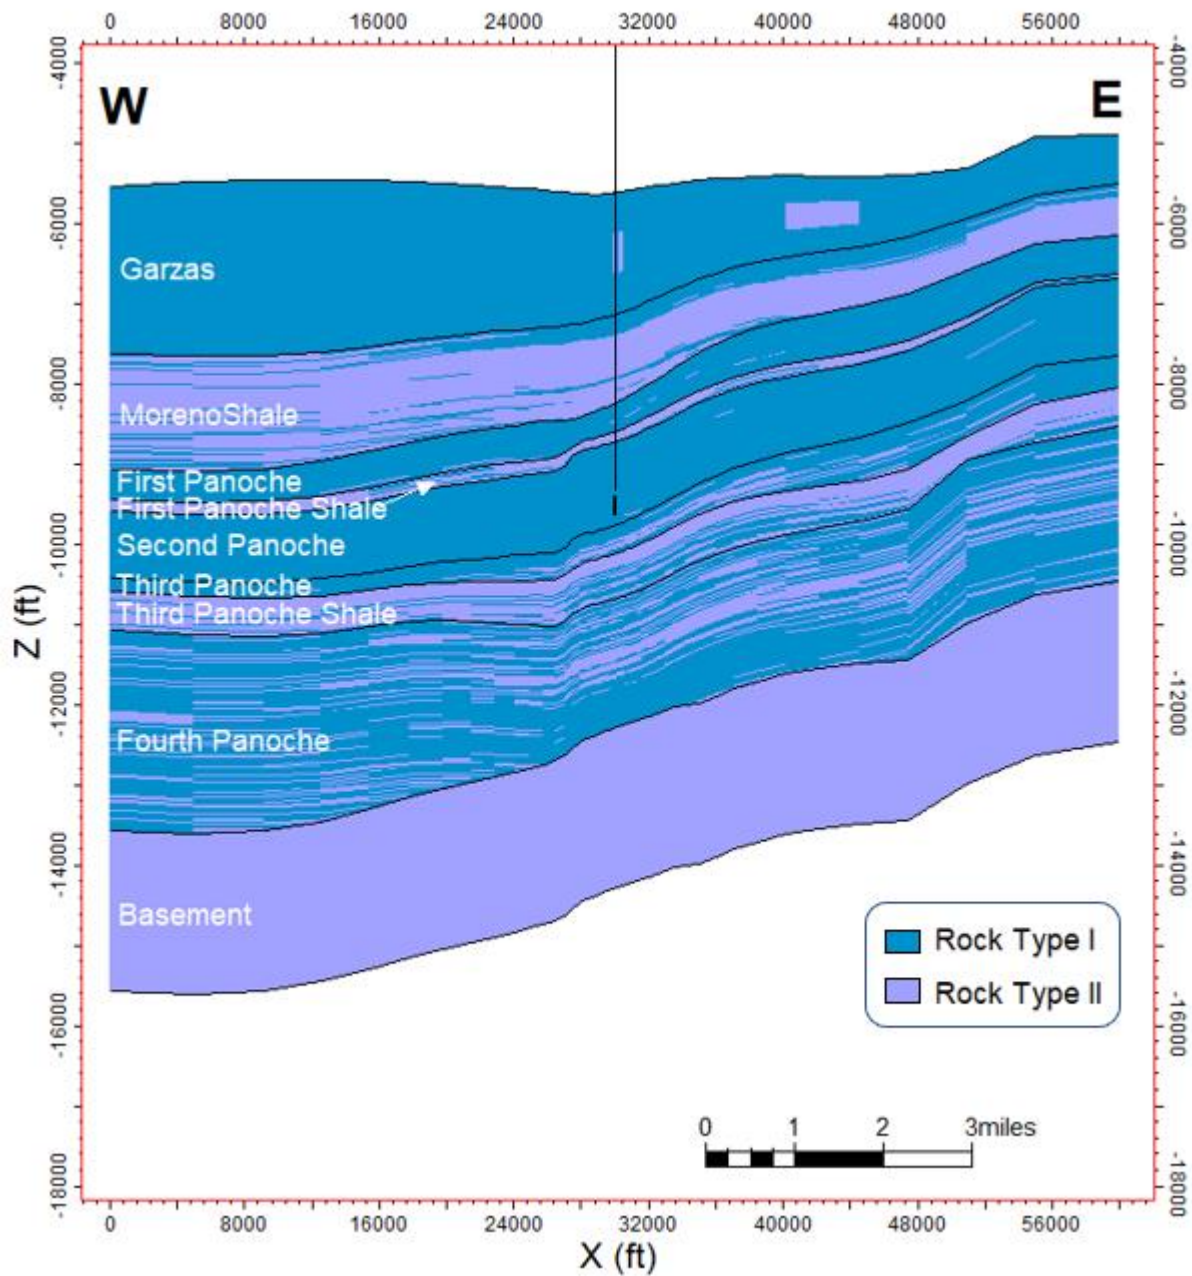 0 8000 16000 24000 32000 40000 48000 56000
-4000
-6000
-8000
-10000
-12000
-14000
-16000
-18000
Z (ft)
W
E
Garzas
MorenoShale
First Panoche
First Panoche Shale
Second Panoche
Third Panoche
Third Panoche Shale
Fourth Panoche
Basement
Rock Type I
Rock Type II
0 1 2 3miles
-4000
-6000
-8000
-10000
-12000
-14000
-16000
-18000
0 8000 16000 24000 32000 40000 48000 56000
X (ft)